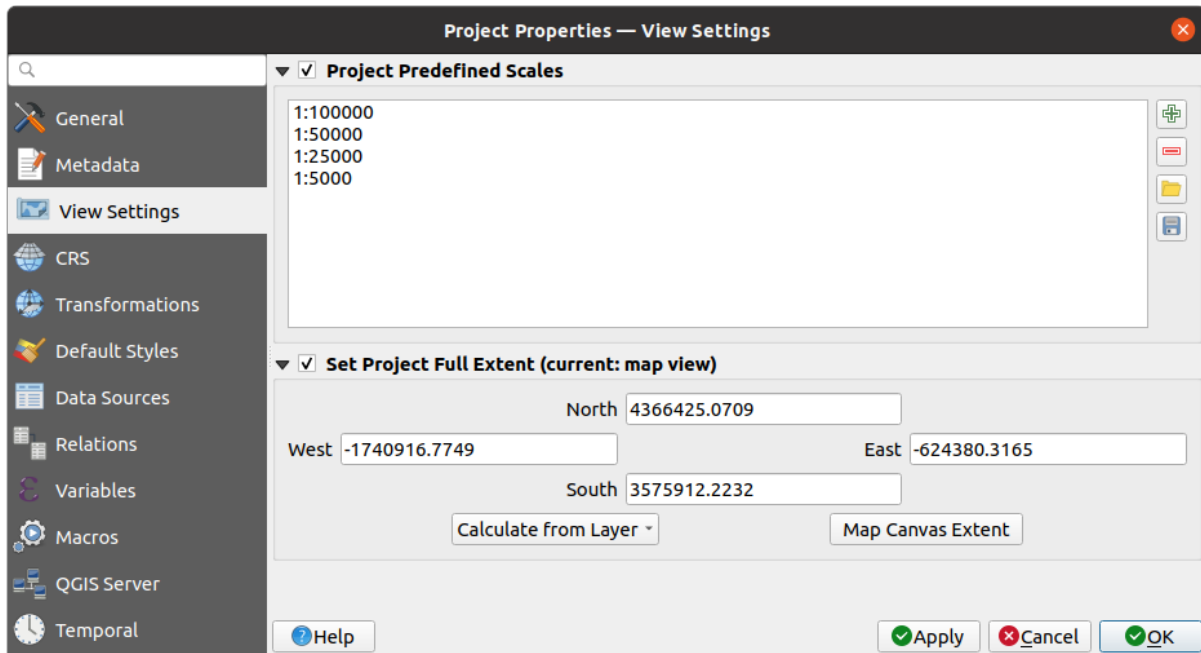 Project Properties — View Settings
General
Metadata
View Settings
CRS
Transformations
Default Styles
Data Sources
Relations
Variables
Macros
QGIS Server
Temporal
Project Predefined Scales
1:100000
1:50000
1:25000
1:5000
Set Project Full Extent (current: map view)
North 4366425.0709
West -1740916.7749 East -624380.3165
South 3575912.2232
Calculate from Layer Map Canvas Extent
Help Apply Cancel OK